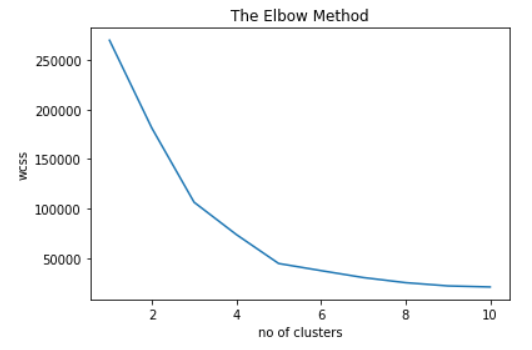 The Elbow Method
250000
200000
150000
100000
50000
wcss
2 4 6 8 10
no of clusters